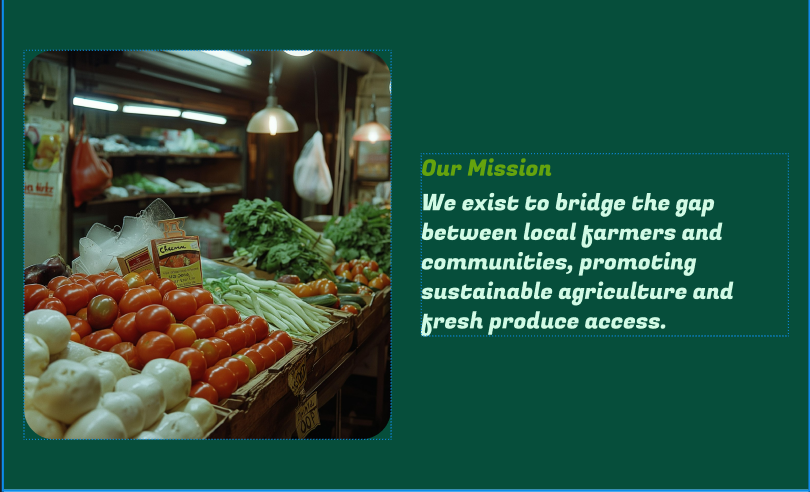 Our Mission
We exist to bridge the gap
between local farmers and
communities, promoting
sustainable agriculture and
fresh produce access.